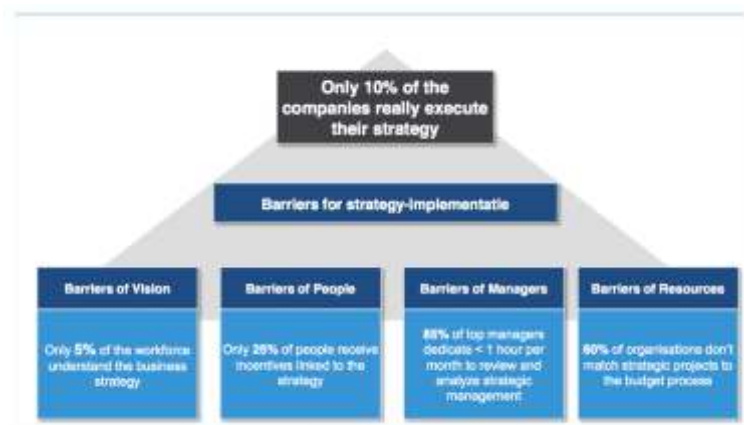 Only 10% of the
companies really execute
their strategy
Barriers for strategy-implementatie
Barriers of Vision
Only 5% of the workforce
understand the business
strategy
Barriers of People
Only 25% of people receive
incentives linked to the
strategy
Barriers of Managers
85% of top managers
dedicate < 1 hour per
month to review and
analyze strategic
management
Barriers of Resources
60% of organisations don't
match strategic projects to
the budget process